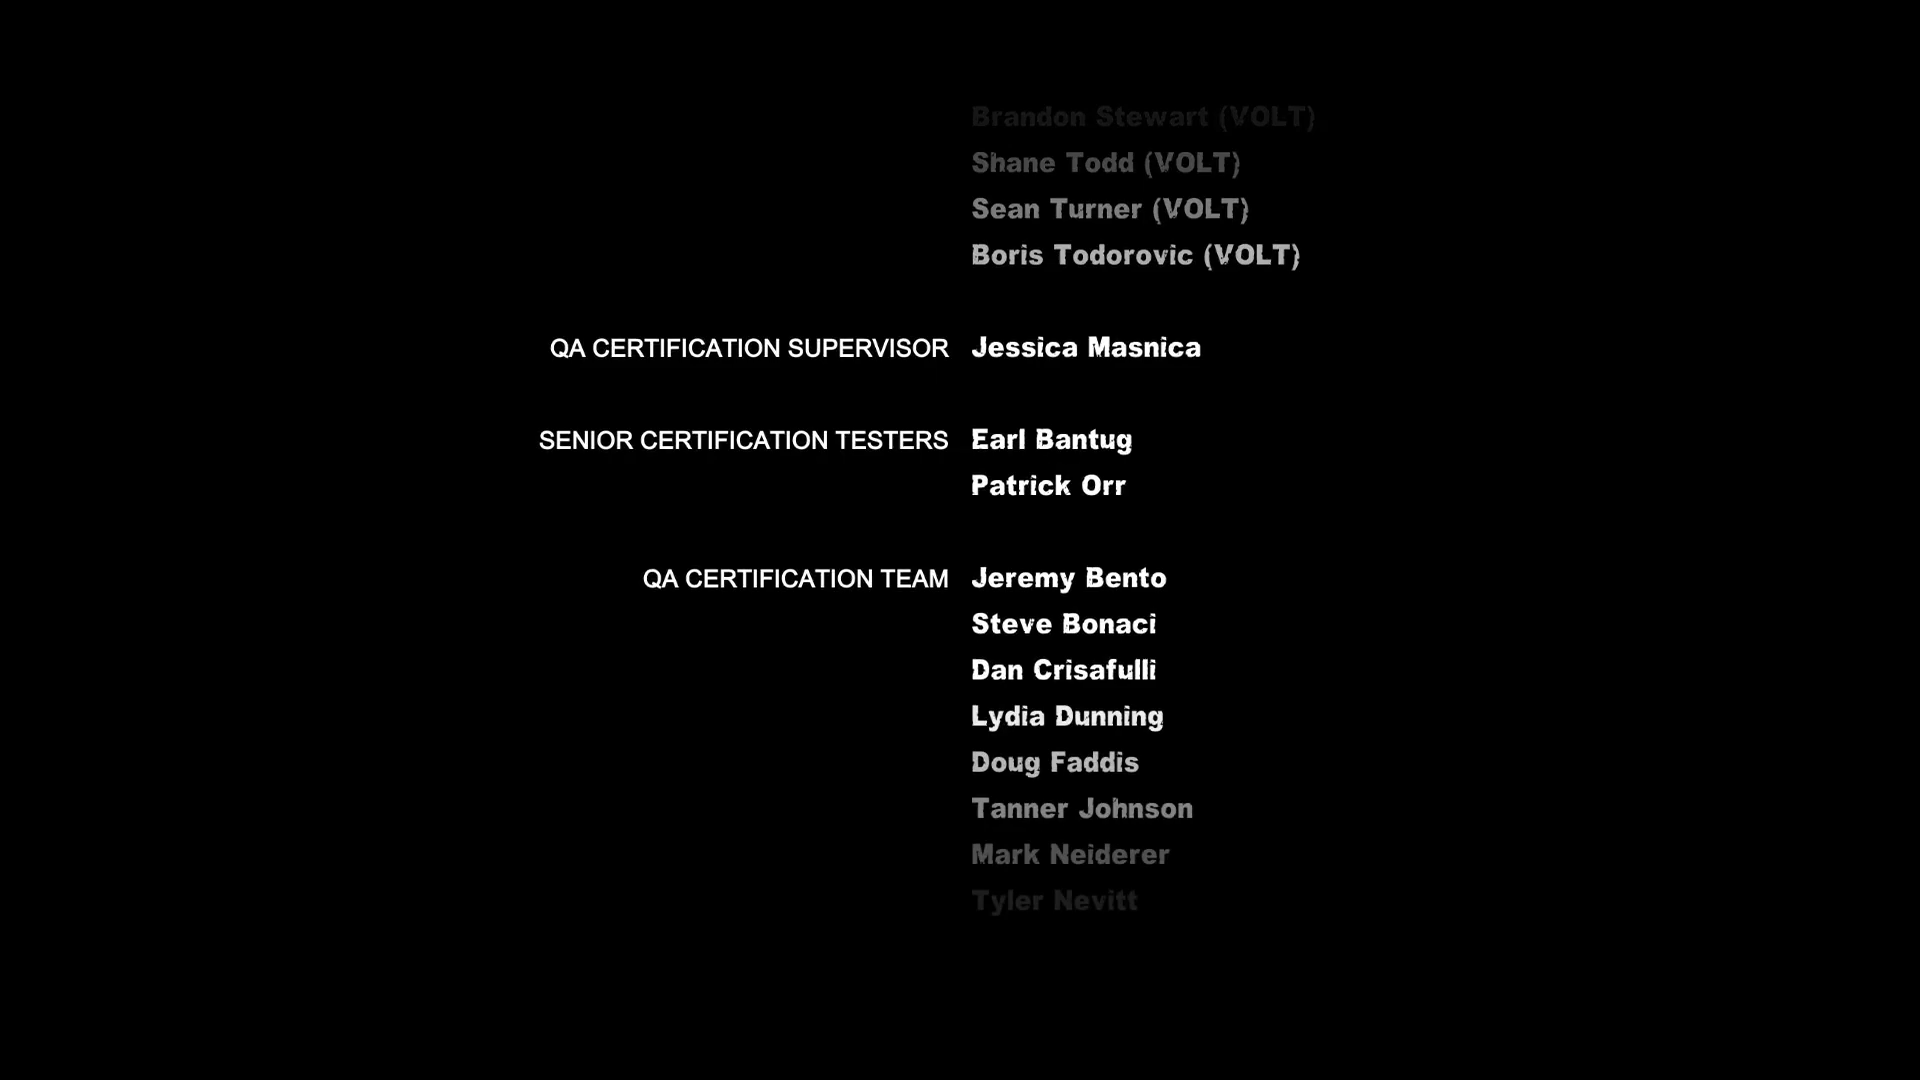 Brandon Stewart (VOLT)
Shane Todd (VOLT)
Sean Turner (VOLT)
Boris Todorovic (VOLT)
QA CERTIFICATION SUPERVISOR Jessica Masnica
SENIOR CERTIFICATION TESTERS Earl Bantug
Patrick Orr
QA CERTIFICATION TEAM Jeremy Bento
Steve Bonaci
Dan Crisafulli
Lydia Dunning
Doug Faddis
Tanner Johnson
Mark Neiderer
Tyler Nevitt